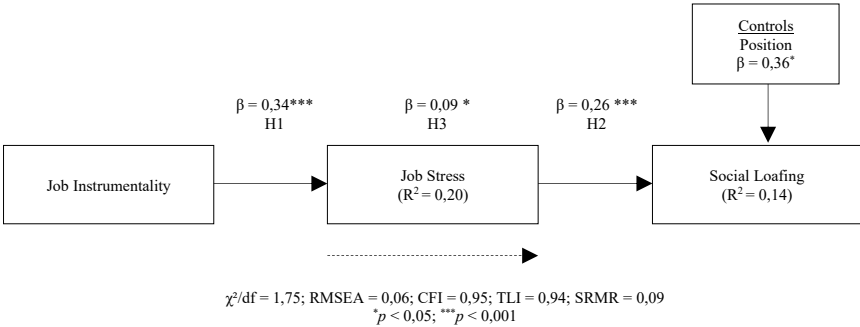 Controls
Position
β = 0,36*
β = 0,34***
H1
β = 0,09 *
H3
β = 0,26 ***
H2
Job Instrumentality
Job Stress
(R² = 0,20)
Social Loafing
(R² = 0,14)
χ²/df = 1,75; RMSEA = 0,06; CFI = 0,95; TLI = 0,94; SRMR = 0,09
*p < 0,05; ***p < 0,001